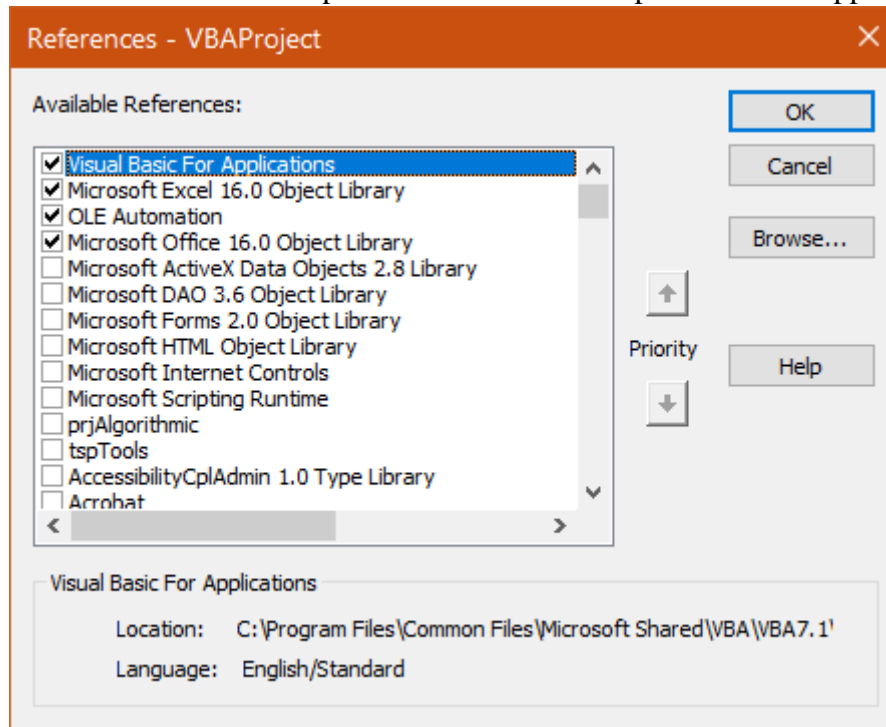 References - VBAProject
Available References:
OK
Visual Basic For Applications
Cancel
Microsoft Excel 16.0 Object Library
OLE Automation
Microsoft Office 16.0 Object Library
Browse...
Microsoft ActiveX Data Objects 2.8 Library
Microsoft DAO 3.6 Object Library
Microsoft Forms 2.0 Object Library
Microsoft HTML Object Library
Priority
Microsoft Internet Controls
Help
Microsoft Scripting Runtime
prjAlgorithmic
tspTools
AccessibilityCplAdmin 1.0 Type Library
Acrobat
Visual Basic For Applications
Location: C:\Program Files\Common Files\Microsoft Shared\VBA\VBA7.1\
Language: English/Standard